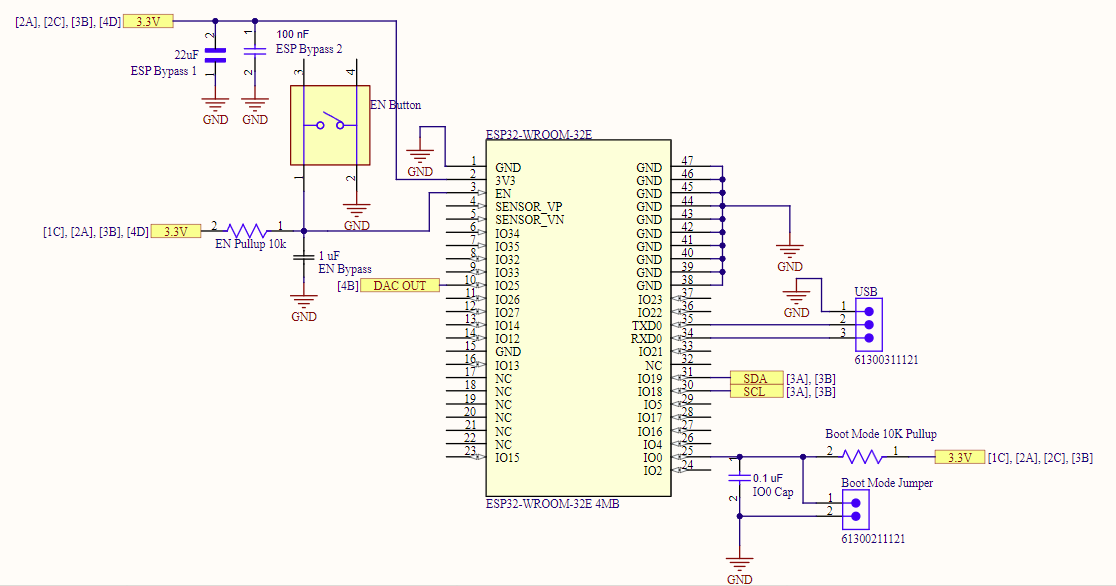 [2A], [2C], [3B], [4D] 3.3V
2
1
22uF
ESP Bypass 1
1
2
100 nF
ESP Bypass 2
GND
GND
3
4
EN Button
1
2
GND
GND
[1C], [2A], [3B], [4D] 3.3V
2
1
EN Pullup 10k
1 uF
EN Bypass
GND
[4B] DAC OUT
ESP32-WROOM-32E
1 GND
2 3V3
3 EN
4 SENSOR_VP
5 SENSOR_VN
6 IO34
7 IO35
8 IO32
9 IO33
10 IO25
11 IO26
12 IO27
13 IO14
14 IO12
15 GND
16 IO13
17 NC
18 NC
19 NC
20 NC
21 NC
22 NC
23 IO15
GND 47
GND 46
GND 45
GND 44
GND 43
GND 42
GND 41
GND 40
GND 39
GND 38
IO23 37
IO22 36
TXD0 35
RXD0 34
IO21 33
NC 32
IO19 31
IO18 30
IO5 29
IO17 28
IO16 27
IO4 26
IO0 25
IO2 24
ESP32-WROOM-32E 4MB
GND
GND
USB
1
2
3
61300311121
SDA [3A], [3B]
SCL [3A], [3B]
Boot Mode 10K Pullup
2
1
3.3V [1C], [2A], [2C], [3B]
1
2
0.1 uF
IO0 Cap
Boot Mode Jumper
1
2
61300211121
GND